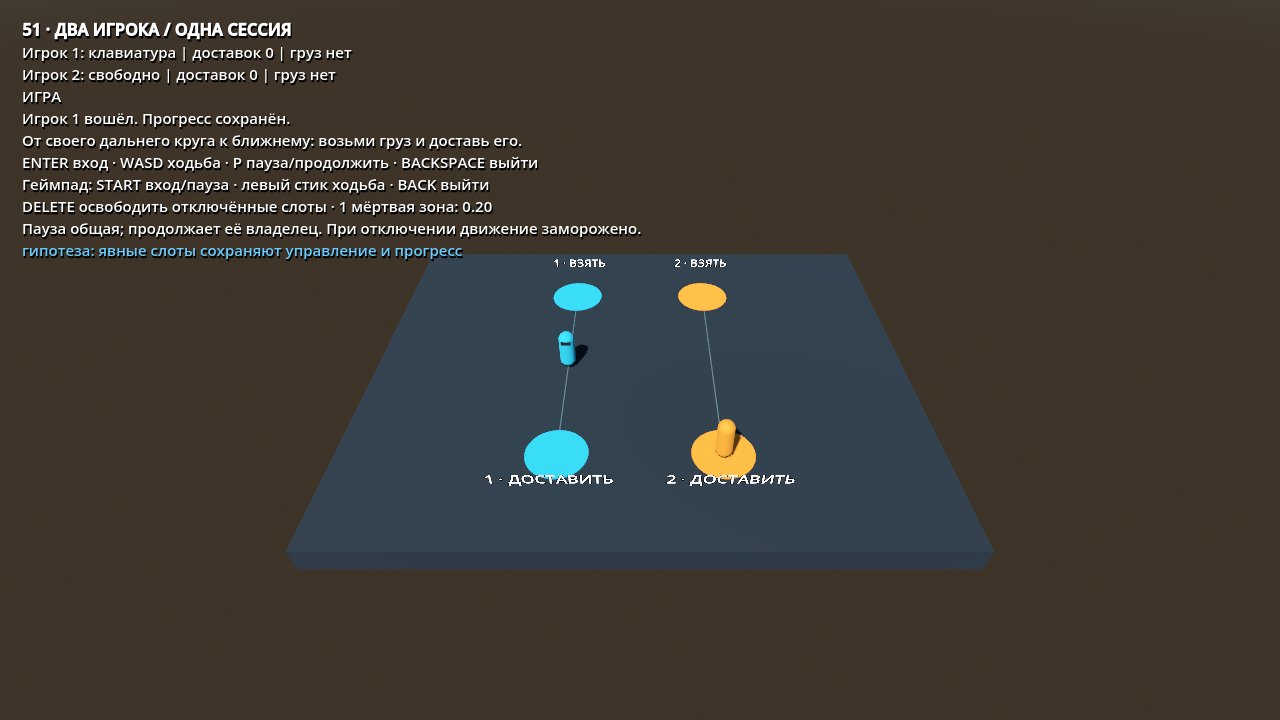 51 · ДВА ИГРОКА / ОДНА СЕССИЯ
Игрок 1: клавиатура | доставок 0 | груз нет
Игрок 2: свободно | доставок 0 | груз нет
ИГРА
Игрок 1 вошёл. Прогресс сохранён.
От своего дальнего круга к ближнему: возьми груз и доставь его.
ENTER вход · WASD ходьба · P пауза/продолжить · BACKSPACE выйти
Геймпад: START вход/пауза · левый стик ходьба · BACK выйти
DELETE освободить отключённые слоты · 1 мёртвая зона: 0.20
Пауза общая; продолжает её владелец. При отключении движение заморожено.
гипотеза: явные слоты сохраняют управление и прогресс
1 · ВЗЯТЬ
2 · ВЗЯТЬ
1 · ДОСТАВИТЬ
2 · ДОСТАВИТЬ